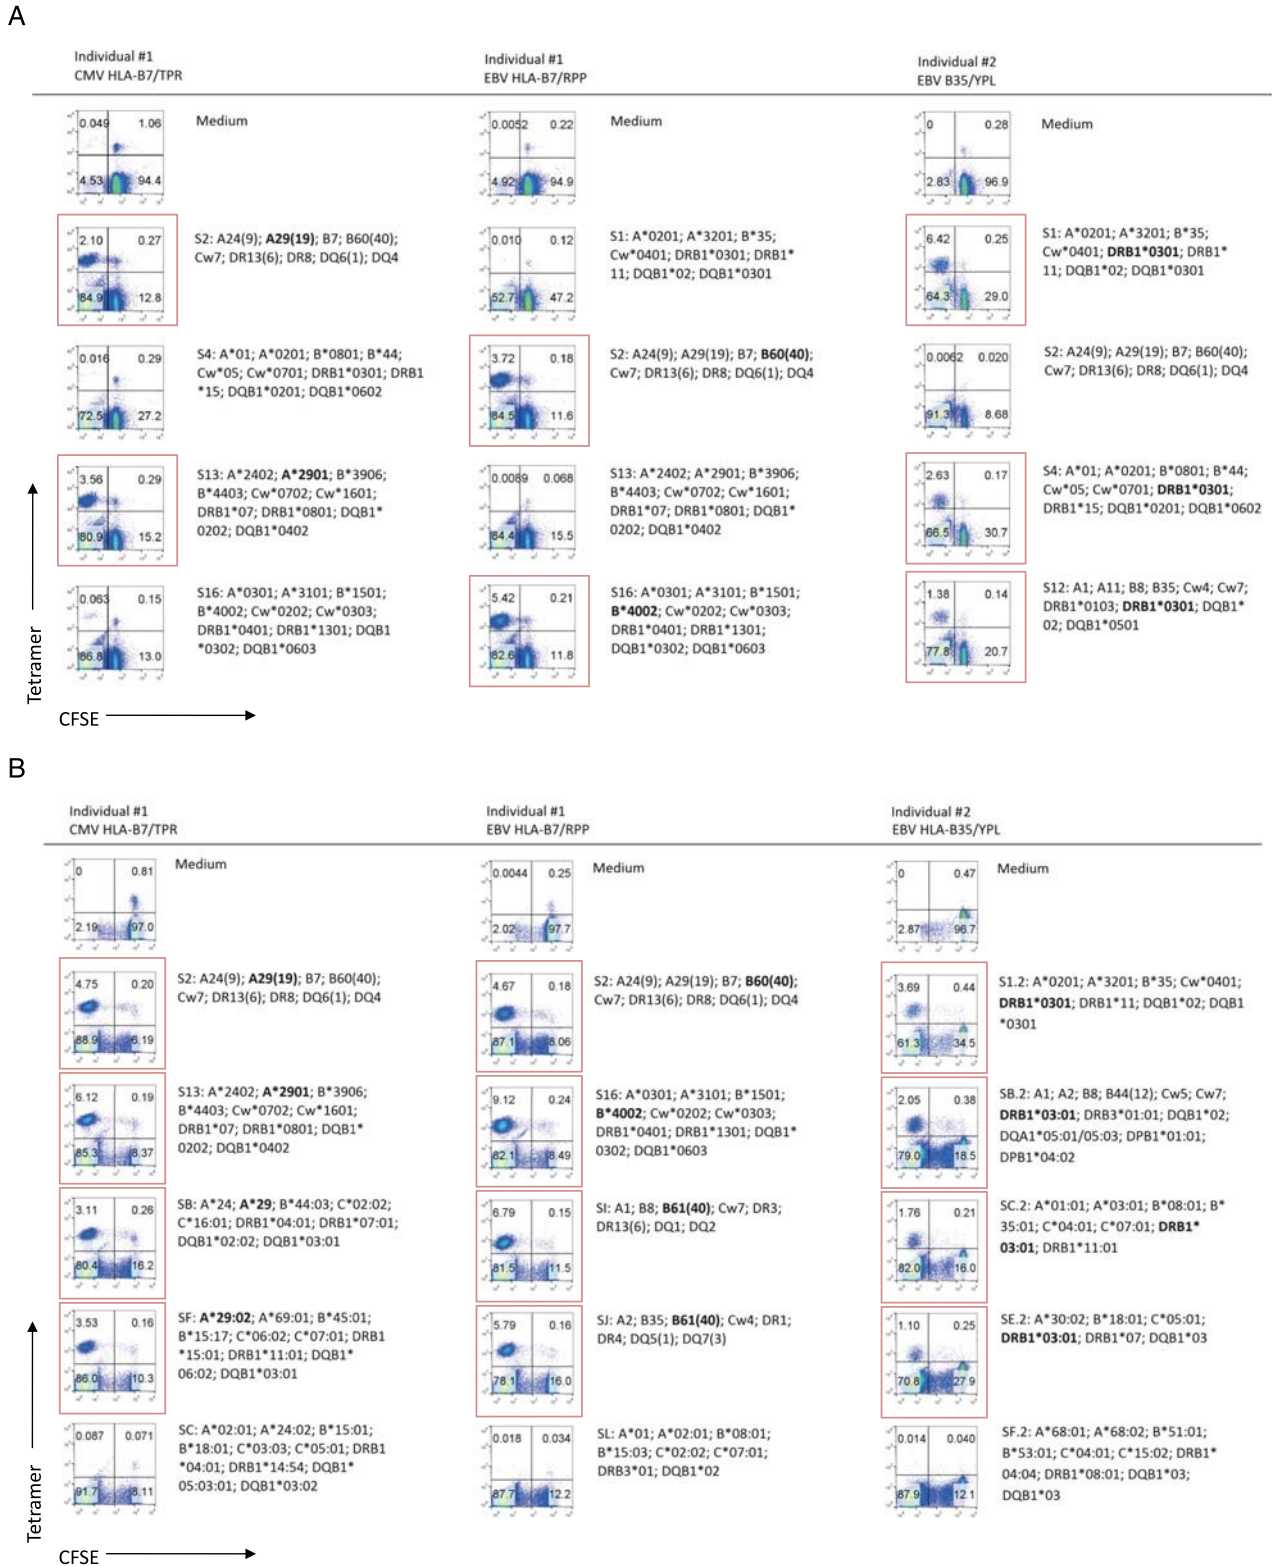 A
Individual #1
CMV HLA-B7/TPR
Individual #1
EBV HLA-B7/RPP
Individual #2
EBV B35/YPL
0.049 1.06
4.53 94.4
Medium
0.0052 0.22
4.92 94.9
Medium
0 0.28
2.83 96.9
Medium
2.10 0.27
84.9 12.8
S2: A24(9); A29(19); B7; B60(40);
Cw7; DR13(6); DR8; DQ6(1); DQ4
0.010 0.12
52.7 47.2
S1: A*0201; A*3201; B*35;
Cw*0401; DRB1*0301; DRB1*
11; DQB1*02; DQB1*0301
6.42 0.25
64.3 29.0
S1: A*0201; A*3201; B*35;
Cw*0401; DRB1*0301; DRB1*
11; DQB1*02; DQB1*0301
0.016 0.29
72.5 27.2
S4: A*01; A*0201; B*0801; B*44;
Cw*05; Cw*0701; DRB1*0301; DRB1
*15; DQB1*0201; DQB1*0602
3.72 0.18
84.5 11.6
S2: A24(9); A29(19); B7; B60(40);
Cw7; DR13(6); DR8; DQ6(1); DQ4
0.0062 0.020
91.3 8.68
S2: A24(9); A29(19); B7; B60(40);
Cw7; DR13(6); DR8; DQ6(1); DQ4
3.56 0.29
80.9 15.2
S13: A*2402; A*2901; B*3906;
B*4403; Cw*0702; Cw*1601;
DRB1*07; DRB1*0801; DQB1*
0202; DQB1*0402
0.0089 0.068
84.4 15.5
S13: A*2402; A*2901; B*3906;
B*4403; Cw*0702; Cw*1601;
DRB1*07; DRB1*0801; DQB1*
0202; DQB1*0402
2.63 0.17
66.5 30.7
S4: A*01; A*0201; B*0801; B*44;
Cw*05; Cw*0701; DRB1*0301;
DRB1*15; DQB1*0201; DQB1*0602
0.063 0.15
86.8 13.0
S16: A*0301; A*3101; B*1501;
B*4002; Cw*0202; Cw*0303;
DRB1*0401; DRB1*1301; DQB1
*0302; DQB1*0603
5.42 0.21
82.6 11.8
S16: A*0301; A*3101; B*1501;
B*4002; Cw*0202; Cw*0303;
DRB1*0401; DRB1*1301;
DQB1*0302; DQB1*0603
1.38 0.14
77.8 20.7
S12: A1; A11; B8; B35; Cw4; Cw7;
DRB1*0103; DRB1*0301; DQB1*
02; DQB1*0501
Tetramer
CFSE
B
Individual #1
CMV HLA-B7/TPR
Individual #1
EBV HLA-B7/RPP
Individual #2
EBV HLA-B35/YPL
0 0.81
2.19 97.0
Medium
0.0044 0.25
2.02 97.7
Medium
0 0.47
2.87 96.7
Medium
4.75 0.20
88.9 6.19
S2: A24(9); A29(19); B7; B60(40);
Cw7; DR13(6); DR8; DQ6(1); DQ4
4.67 0.18
87.1 8.06
S2: A24(9); A29(19); B7; B60(40);
Cw7; DR13(6); DR8; DQ6(1); DQ4
3.69 0.44
61.3 34.5
S1.2: A*0201; A*3201; B*35; Cw*0401;
DRB1*0301; DRB1*11; DQB1*02; DQB1
*0301
6.12 0.19
85.3 8.37
S13: A*2402; A*2901; B*3906;
B*4403; Cw*0702; Cw*1601;
DRB1*07; DRB1*0801; DQB1*
0202; DQB1*0402
9.12 0.24
82.1 8.49
S16: A*0301; A*3101; B*1501;
B*4002; Cw*0202; Cw*0303;
DRB1*0401; DRB1*1301; DQB1*
0302; DQB1*0603
2.05 0.38
79.0 18.5
SB.2: A1; A2; B8; B44(12); Cw5; Cw7;
DRB1*03:01; DRB3*01:01; DQB1*02;
DQA1*05:01/05:03; DPB1*01:01;
DPB1*04:02
3.11 0.26
80.4 16.2
SB: A*24; A*29; B*44:03; C*02:02;
C*16:01; DRB1*04:01; DRB1*07:01;
DQB1*02:02; DQB1*03:01
6.79 0.15
81.5 11.5
SI: A1; B8; B61(40); Cw7; DR3;
DR13(6); DQ1; DQ2
1.76 0.21
82.0 16.0
SC.2: A*01:01; A*03:01; B*08:01; B*
35:01; C*04:01; C*07:01; DRB1*
03:01; DRB1*11:01
3.53 0.16
86.0 10.3
SF: A*29:02; A*69:01; B*45:01;
B*15:17; C*06:02; C*07:01; DRB1
*15:01; DRB1*11:01; DQB1*
06:02; DQB1*03:01
5.79 0.16
78.1 16.0
SJ: A2; B35; B61(40); Cw4; DR1;
DR4; DQ5(1); DQ7(3)
1.10 0.25
70.8 27.9
SE.2: A*30:02; B*18:01; C*05:01;
DRB1*03:01; DRB1*07; DQB1*03
0.087 0.071
91.7 8.11
SC: A*02:01; A*24:02; B*15:01;
B*18:01; C*03:03; C*05:01; DRB1
*04:01; DRB1*14:54; DQB1*
05:03:01; DQB1*03:02
0.018 0.034
87.7 12.2
SL: A*01; A*02:01; B*08:01;
B*15:03; C*02:02; C*07:01;
DRB3*01; DQB1*02
0.014 0.040
87.9 12.1
SF.2: A*68:01; A*68:02; B*51:01;
B*53:01; C*04:01; C*15:02; DRB1*
04:04; DRB1*08:01; DQB1*03;
DQB1*03
Tetramer
CFSE